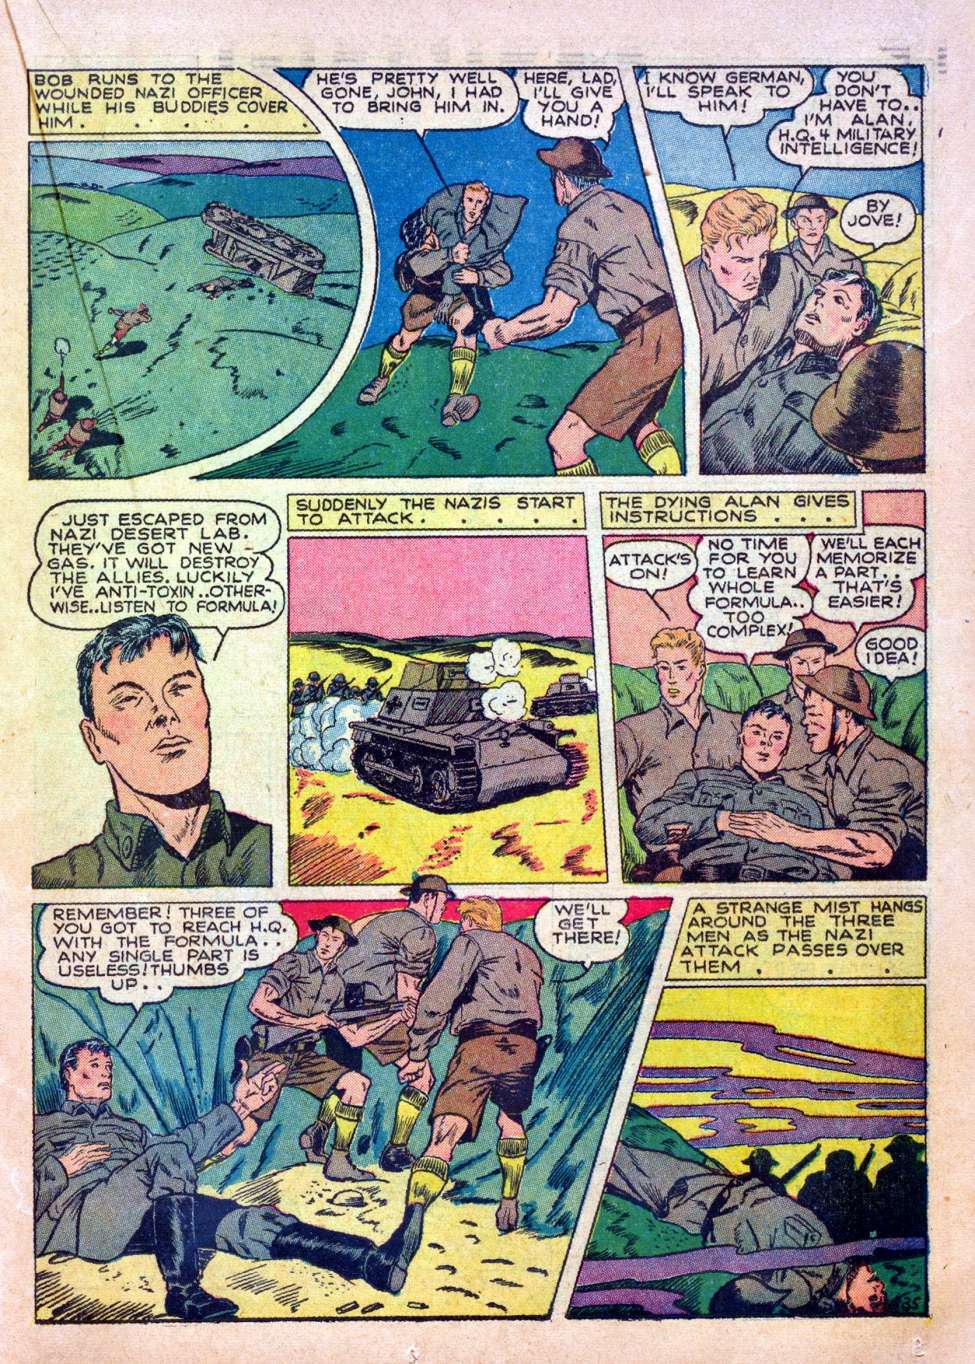 BOB RUNS TO THE
WOUNDED NAZI OFFICER
WHILE HIS BUDDIES COVER
HIM. . . . . .
HE'S PRETTY WELL
GONE, JOHN, I HAD
TO BRING HIM IN.
HERE, LAD,
I'LL GIVE
YOU A
HAND!
I KNOW GERMAN,
I'LL SPEAK TO
HIM!
YOU
DON'T
HAVE TO..
I'M ALAN.
H.Q. 4 MILITARY
INTELLIGENCE!
BY
JOVE!
JUST ESCAPED FROM
NAZI DESERT LAB.
THEY'VE GOT NEW
GAS. IT WILL DESTROY
THE ALLIES. LUCKILY
I'VE ANTI-TOXIN..OTHER-
WISE..LISTEN TO FORMULA!
SUDDENLY THE NAZIS START
TO ATTACK. . . . . .
THE DYING ALAN GIVES
INSTRUCTIONS . . . .
ATTACK'S
ON!
NO TIME
FOR YOU
TO LEARN
WHOLE
FORMULA..
TOO
COMPLEX!
WE'LL EACH
MEMORIZE
A PART..
THAT'S
EASIER!
GOOD
IDEA!
REMEMBER! THREE OF
YOU GOT TO REACH H.Q.
WITH THE FORMULA..
ANY SINGLE PART IS
USELESS! THUMBS
UP..
WE'LL
GET
THERE!
A STRANGE MIST HANGS
AROUND THE THREE
MEN AS THE NAZI
ATTACK PASSES OVER
THEM . . . . .
35